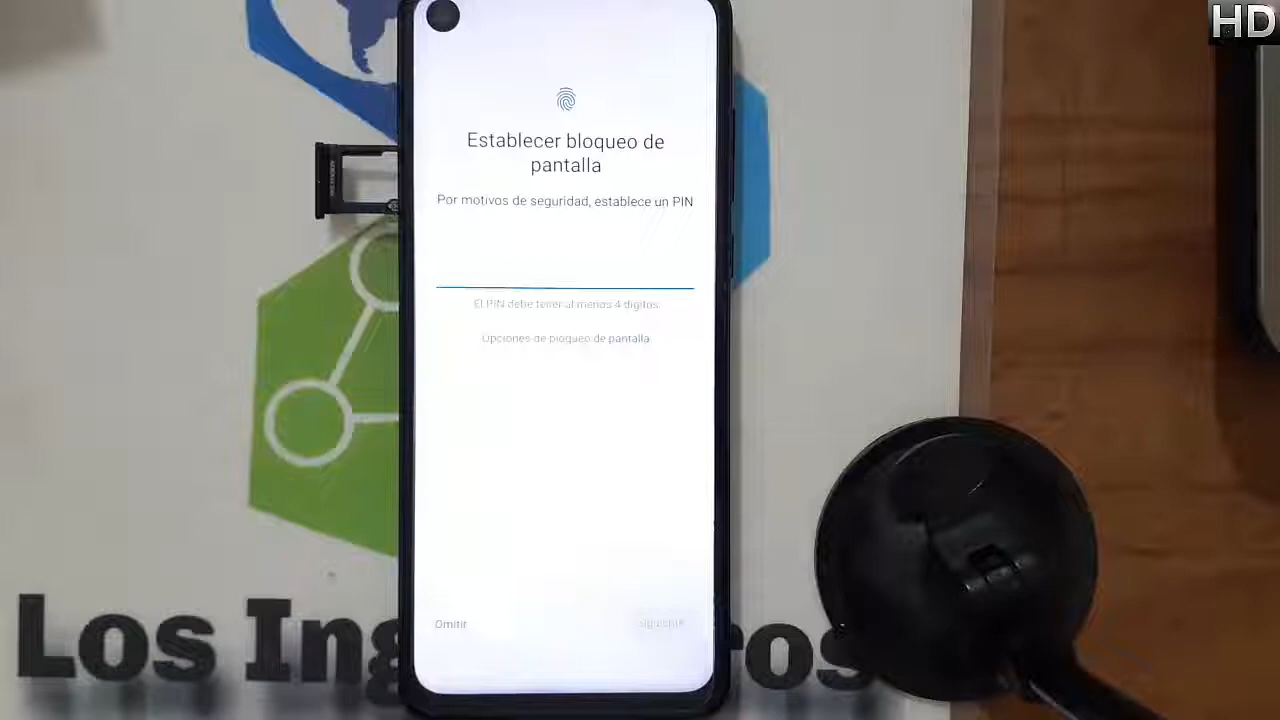 HD
Establecer bloqueo de
pantalla
Por motivos de seguridad, establece un PIN
El PIN debe tener al menos 4 dígitos.
Opciones de bloqueo de pantalla
Omitir
Siguiente
Los Ing ros